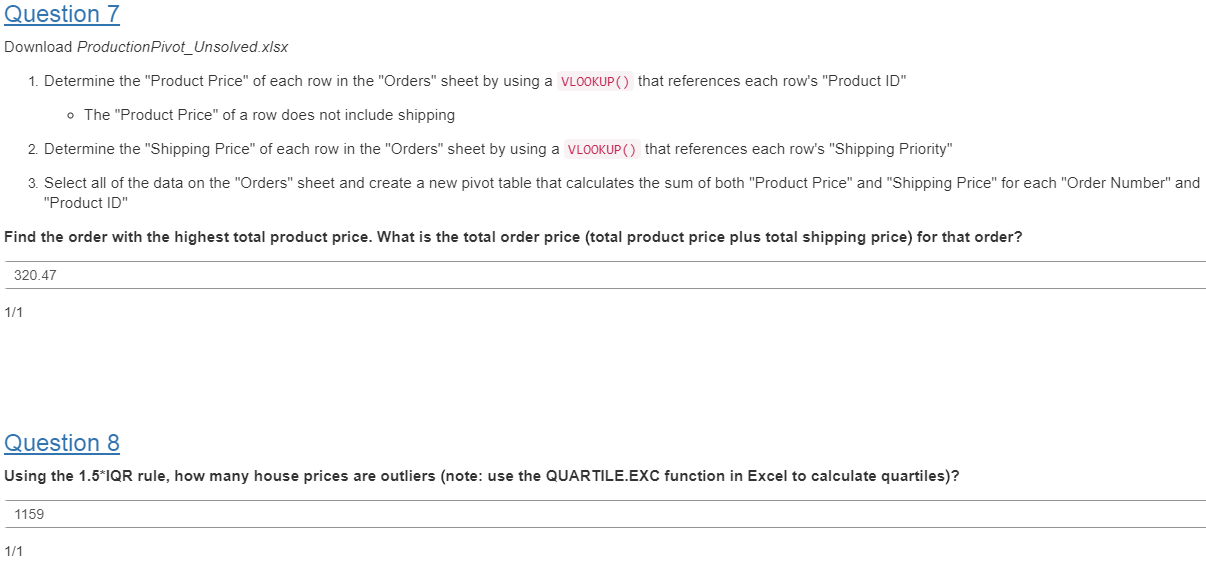 Question 7
Download ProductionPivot_Unsolved.xlsx
1. Determine the "Product Price" of each row in the "Orders" sheet by using a VLOOKUP() that references each row's "Product ID"
○ The "Product Price" of a row does not include shipping
2. Determine the "Shipping Price" of each row in the "Orders" sheet by using a VLOOKUP() that references each row's "Shipping Priority"
3. Select all of the data on the "Orders" sheet and create a new pivot table that calculates the sum of both "Product Price" and "Shipping Price" for each "Order Number" and
"Product ID"
Find the order with the highest total product price. What is the total order price (total product price plus total shipping price) for that order?
320.47
1/1
Question 8
Using the 1.5*IQR rule, how many house prices are outliers (note: use the QUARTILE.EXC function in Excel to calculate quartiles)?
1159
1/1